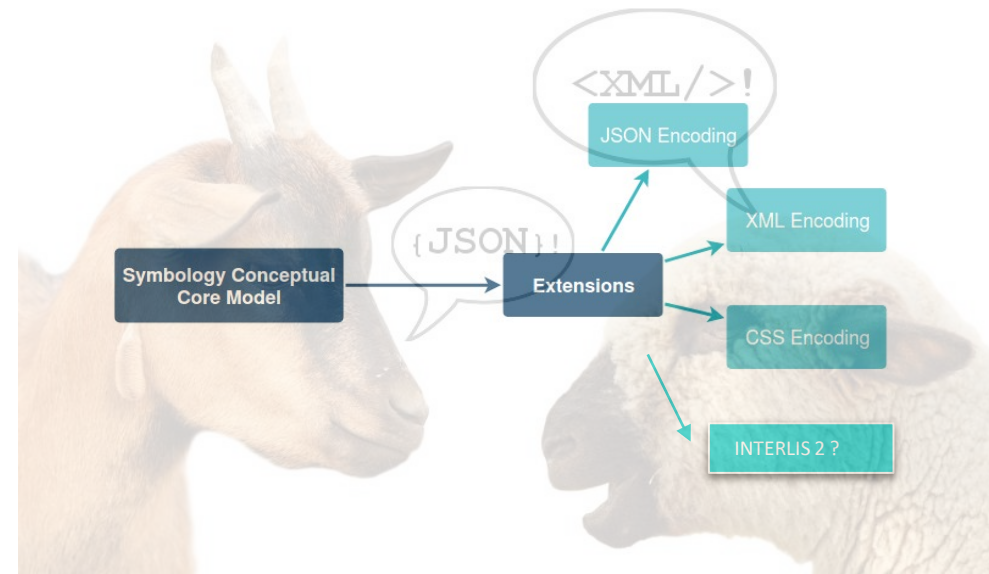 <XML/>!
JSON Encoding
XML Encoding
{JSON}!
Symbology Conceptual
Core Model
Extensions
CSS Encoding
INTERLIS 2 ?